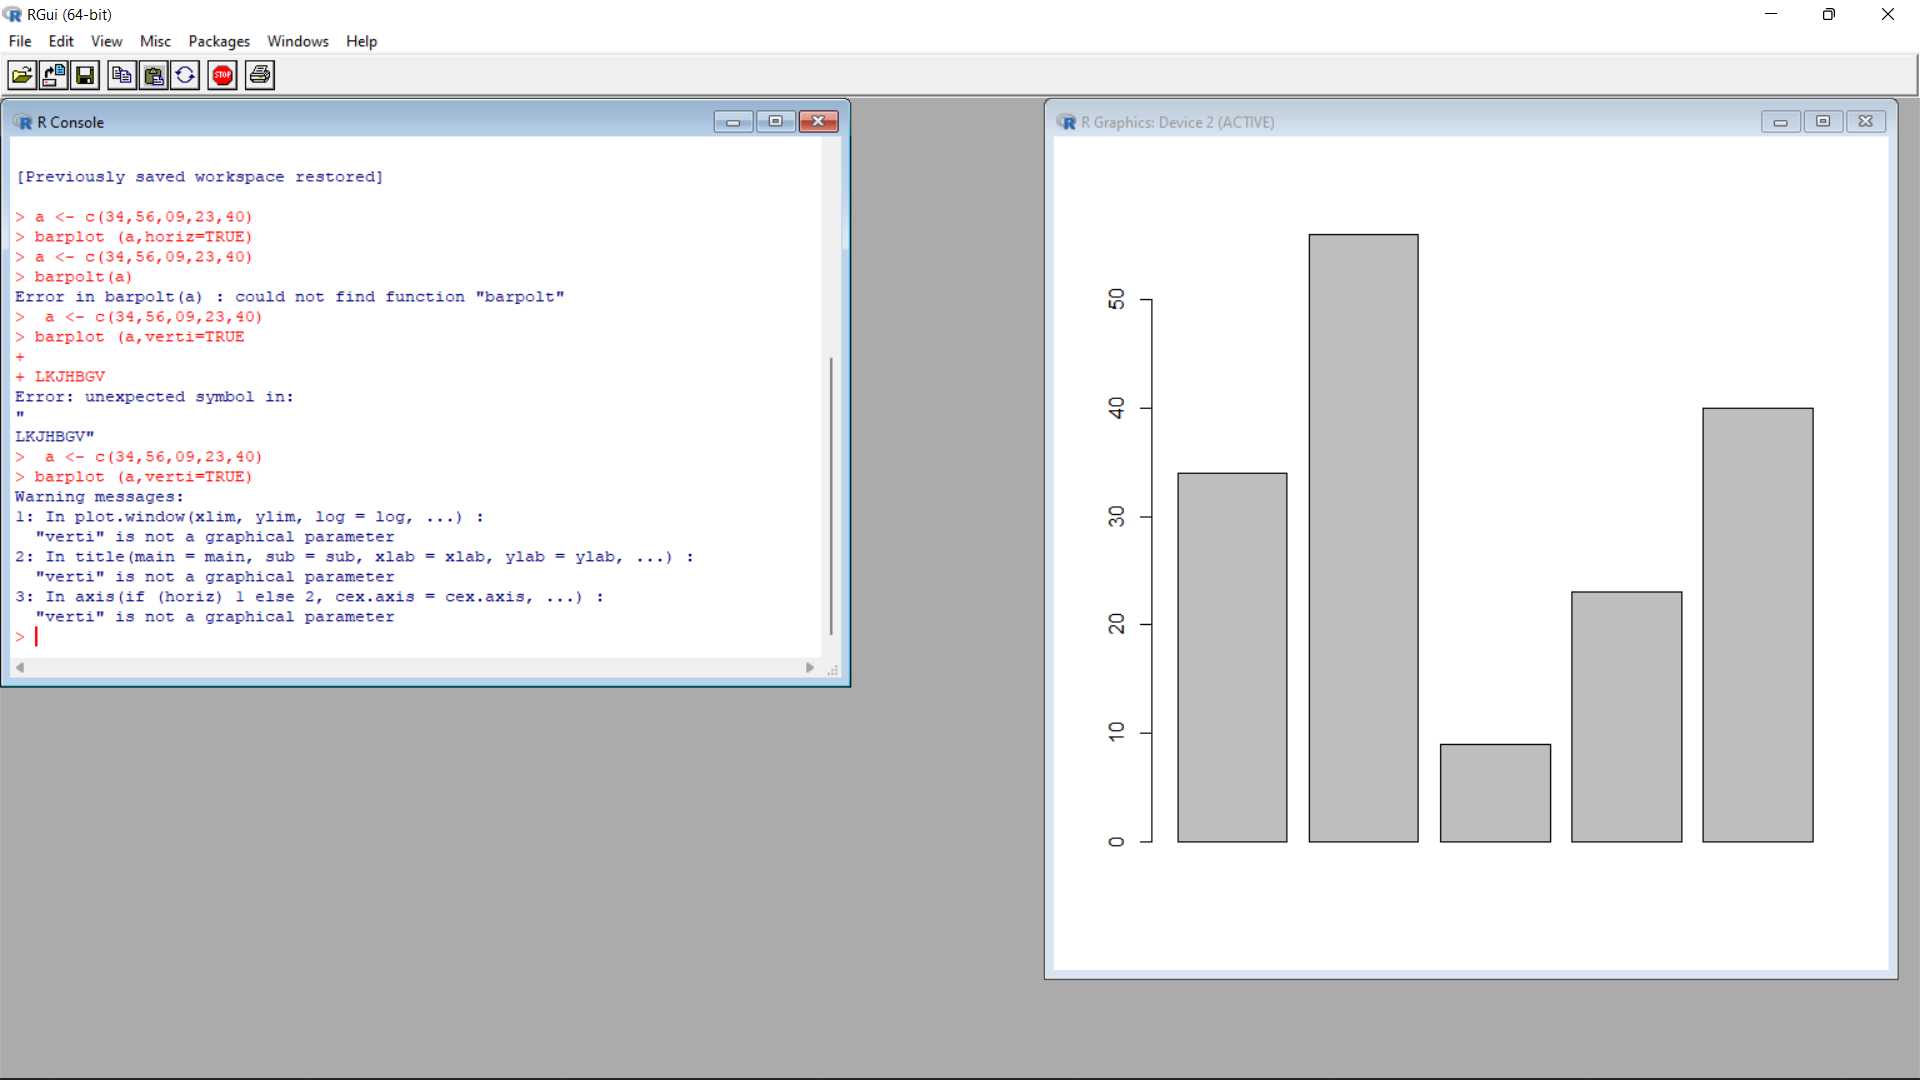 RGui (64-bit)
File Edit View Misc Packages Windows Help
STOP
R Console
[Previously saved workspace restored]
> a <- c(34,56,09,23,40)
> barplot (a,horiz=TRUE)
> a <- c(34,56,09,23,40)
> barpolt(a)
Error in barpolt(a) : could not find function "barpolt"
>  a <- c(34,56,09,23,40)
> barplot (a,verti=TRUE
+
+ LKJHBGV
Error: unexpected symbol in:
"
LKJHBGV"
>  a <- c(34,56,09,23,40)
> barplot (a,verti=TRUE)
Warning messages:
1: In plot.window(xlim, ylim, log = log, ...) :
  "verti" is not a graphical parameter
2: In title(main = main, sub = sub, xlab = xlab, ylab = ylab, ...) :
  "verti" is not a graphical parameter
3: In axis(if (horiz) 1 else 2, cex.axis = cex.axis, ...) :
  "verti" is not a graphical parameter
>
R Graphics: Device 2 (ACTIVE)
50
40
30
20
10
0